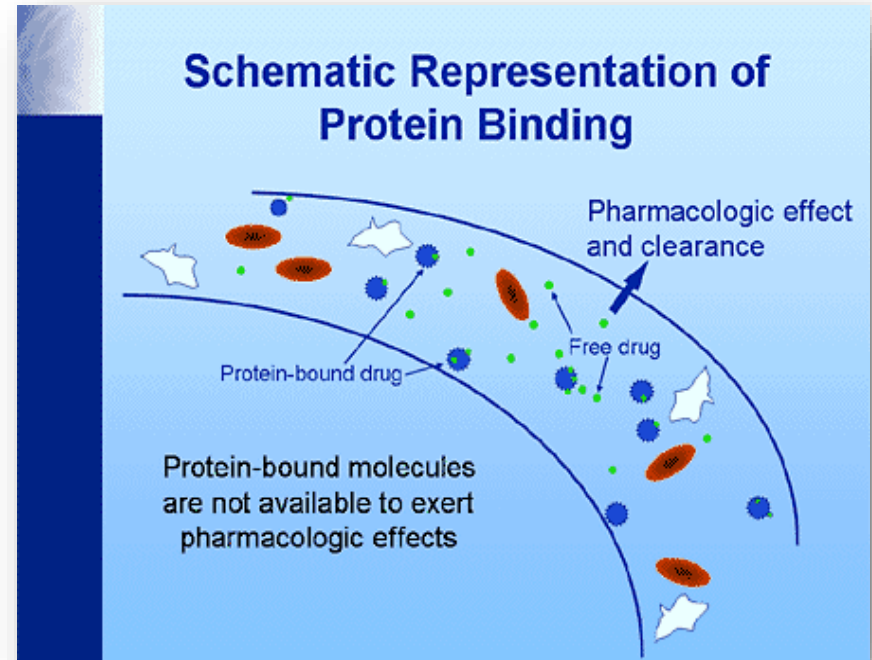 Schematic Representation of
Protein Binding
Pharmacologic effect
and clearance
Free drug
Protein-bound drug
Protein-bound molecules
are not available to exert
pharmacologic effects